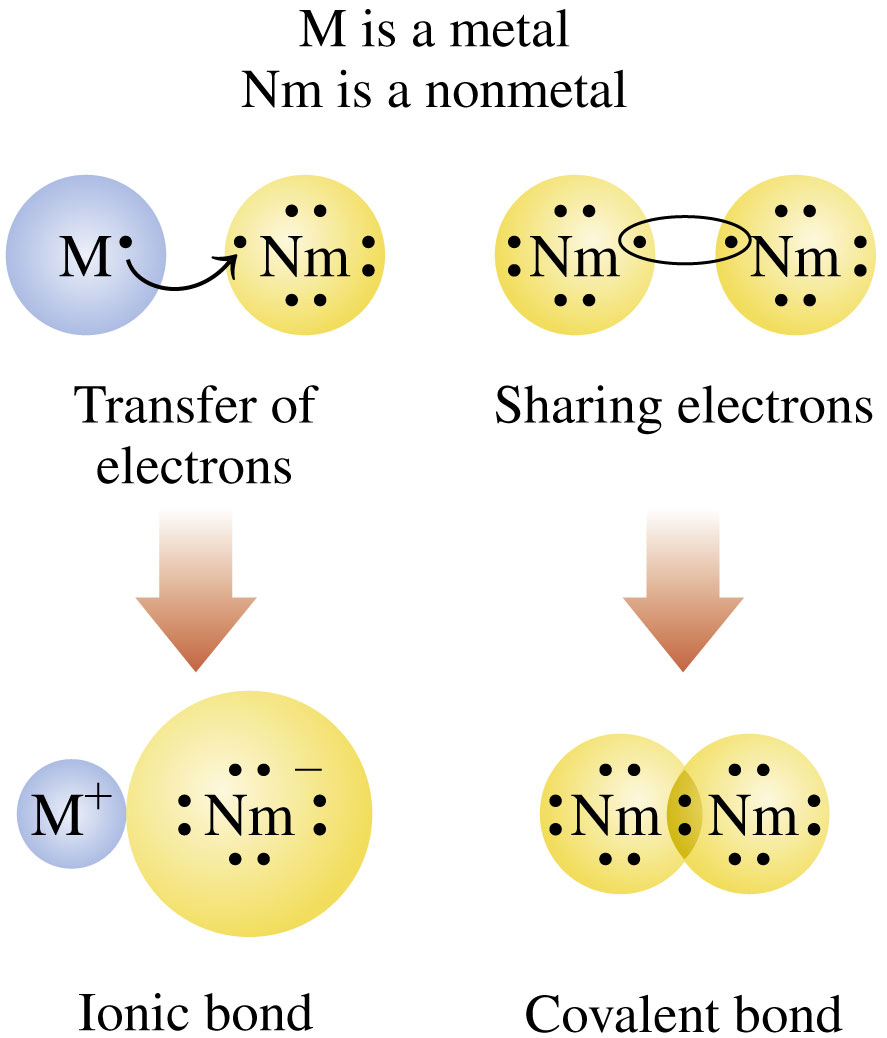 M is a metal
Nm is a nonmetal
M
Nm
Nm
Nm
Transfer of
electrons
Sharing electrons
M+
Nm −
Nm
Nm
Ionic bond
Covalent bond